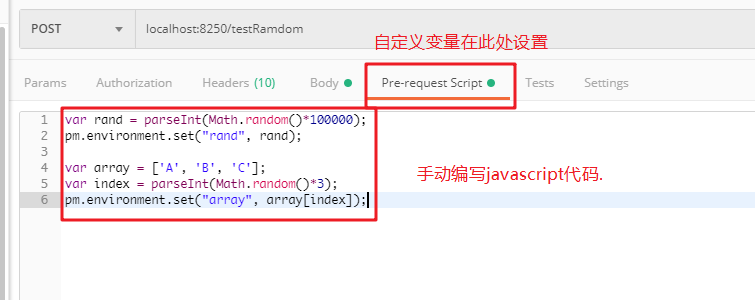 POST localhost:8250/testRamdom
自定义变量在此处设置
Params Authorization Headers (10) Body Pre-request Script Tests Settings
1 var rand = parseInt(Math.random()*100000);
2 pm.environment.set("rand", rand);
3
4 var array = ['A', 'B', 'C'];
5 var index = parseInt(Math.random()*3);
6 pm.environment.set("array", array[index]);
手动编写javascript代码.